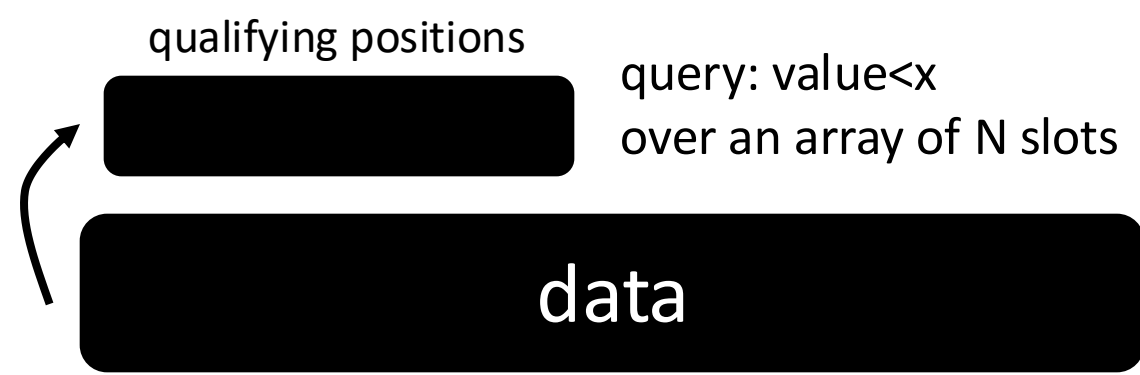 qualifying positions
query: value<x
over an array of N slots
data